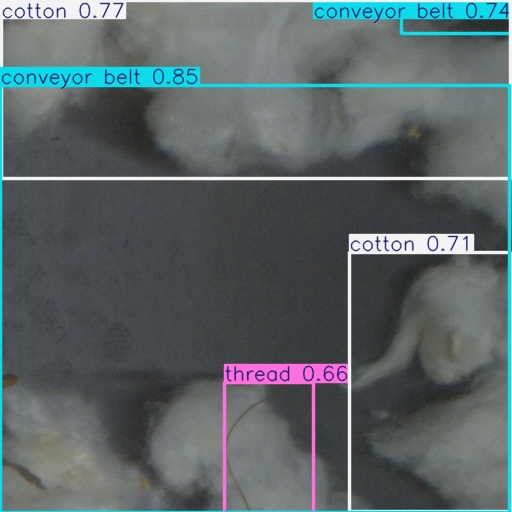 cotton 0.77
conveyor belt 0.74
conveyor belt 0.85
cotton 0.71
thread 0.66